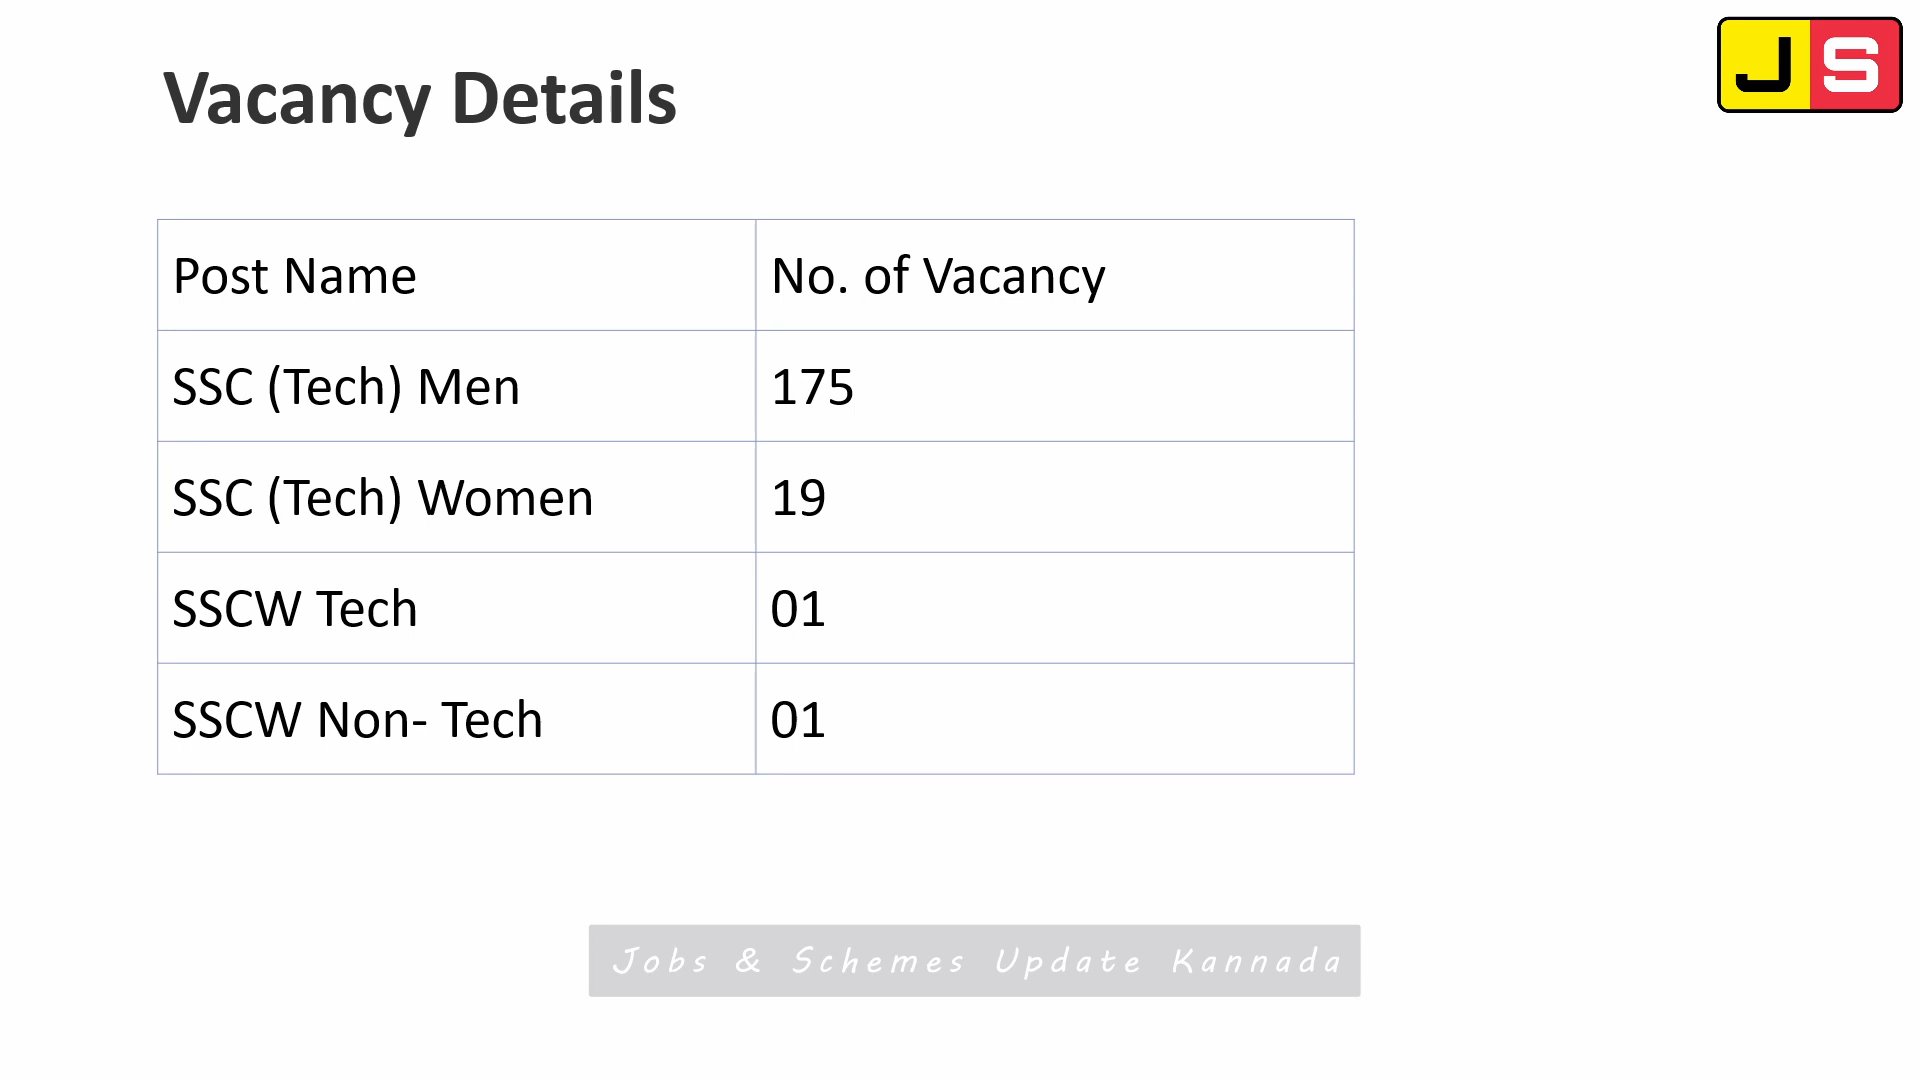 JS
Vacancy Details
Post Name No. of Vacancy
SSC (Tech) Men 175
SSC (Tech) Women 19
SSCW Tech 01
SSCW Non- Tech 01
Jobs & Schemes Update Kannada